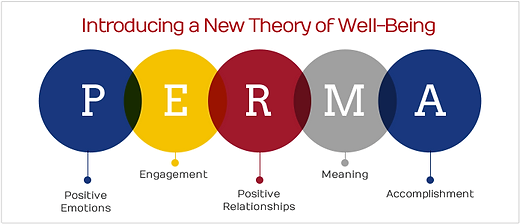 Introducing a New Theory of Well-Being
P E R M A
Engagement
Meaning
Positive
Emotions
Positive
Relationships
Accomplishment